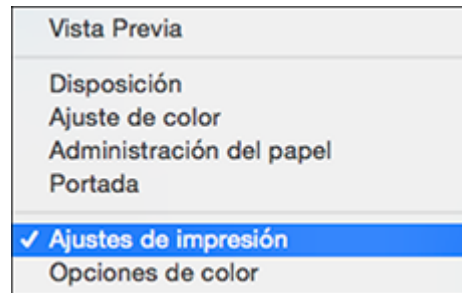 Vista Previa
Disposición
Ajuste de color
Administración del papel
Portada
✓ Ajustes de impresión
Opciones de color